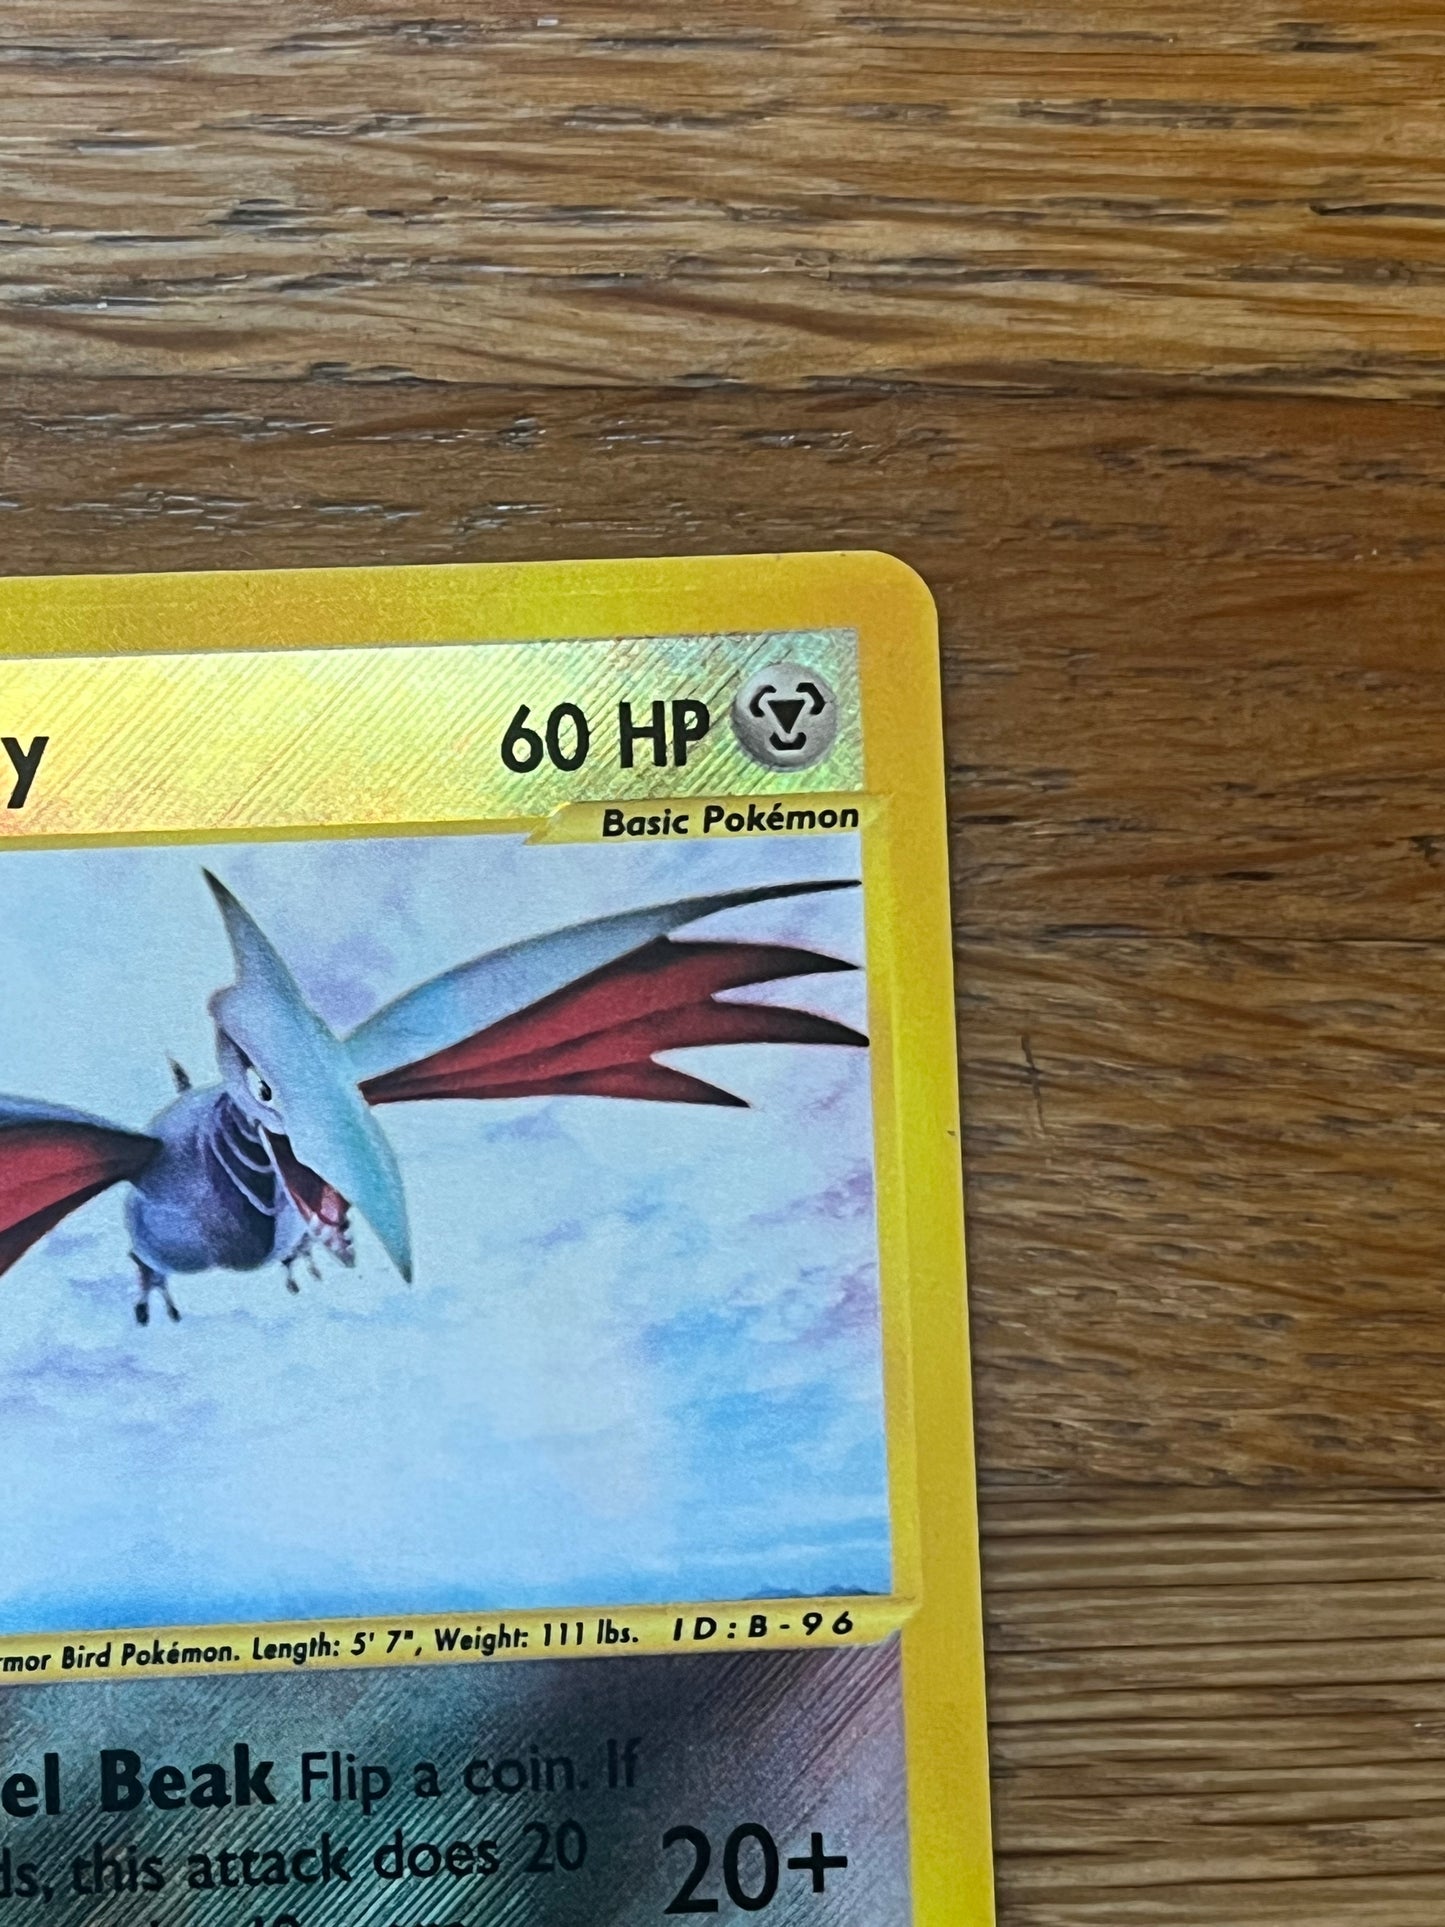 y 60 HP
Basic Pokémon
rmor Bird Pokémon. Length: 5' 7", Weight: 111 lbs. ID:B-96
el Beak Flip a coin. If
ds, this attack does 20 20+